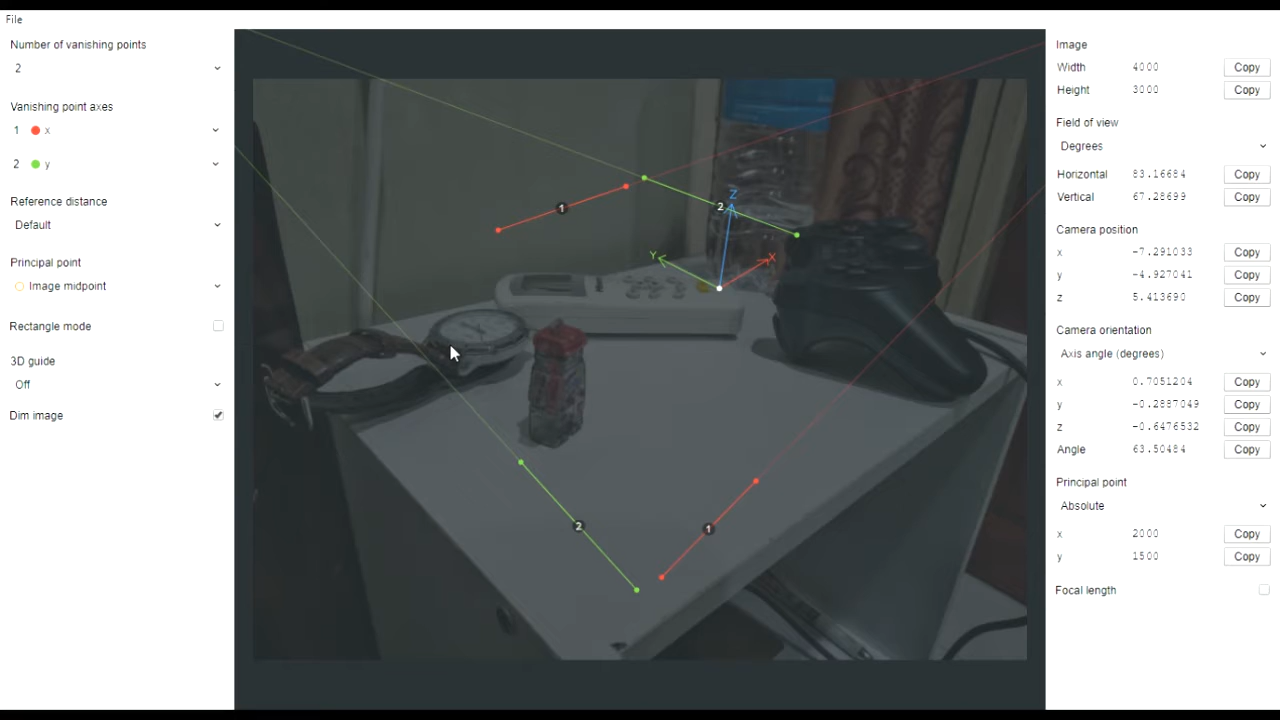 File
Number of vanishing points
2
Vanishing point axes
1 x
2 y
Reference distance
Default
Principal point
Image midpoint
Rectangle mode
3D guide
Off
Dim image
1
2
Z
Y
X
2
1
Image
Width 4000 Copy
Height 3000 Copy
Field of view
Degrees
Horizontal 83.16684 Copy
Vertical 67.28699 Copy
Camera position
x -7.291033 Copy
y -4.927041 Copy
z 5.413690 Copy
Camera orientation
Axis angle (degrees)
x 0.7051204 Copy
y -0.2887049 Copy
z -0.6476532 Copy
Angle 63.50484 Copy
Principal point
Absolute
x 2000 Copy
y 1500 Copy
Focal length